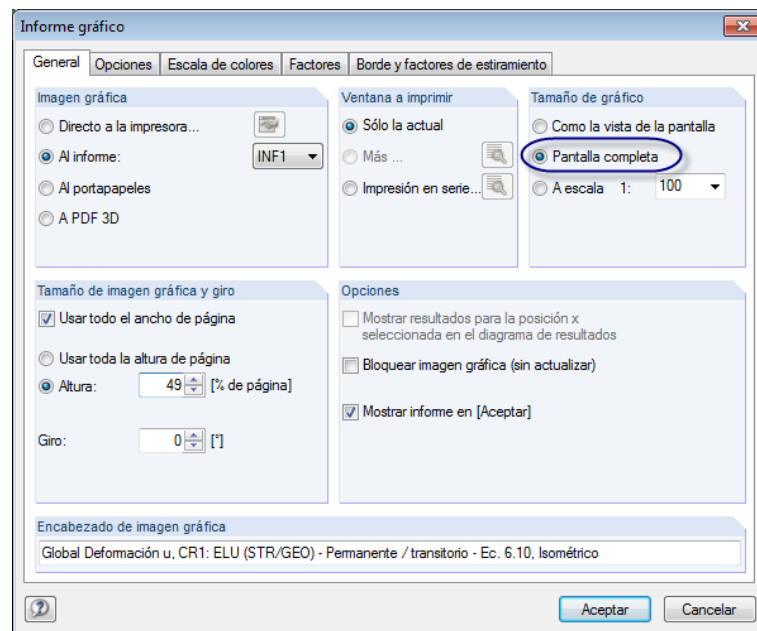 Informe gráfico
General Opciones Escala de colores Factores Borde y factores de estiramiento
Imagen gráfica
Directo a la impresora...
Al informe: INF1
Al portapapeles
A PDF 3D
Ventana a imprimir
Sólo la actual
Más ...
Impresión en serie...
Tamaño de gráfico
Como la vista de la pantalla
Pantalla completa
A escala 1: 100
Tamaño de imagen gráfica y giro
Usar todo el ancho de página
Usar toda la altura de página
Altura: 49 [% de página]
Giro: 0 [°]
Opciones
Mostrar resultados para la posición x
seleccionada en el diagrama de resultados
Bloquear imagen gráfica (sin actualizar)
Mostrar informe en [Aceptar]
Encabezado de imagen gráfica
Global Deformación u, CR1: ELU (STR/GEO) - Permanente / transitorio - Ec. 6.10, Isométrico
Aceptar Cancelar